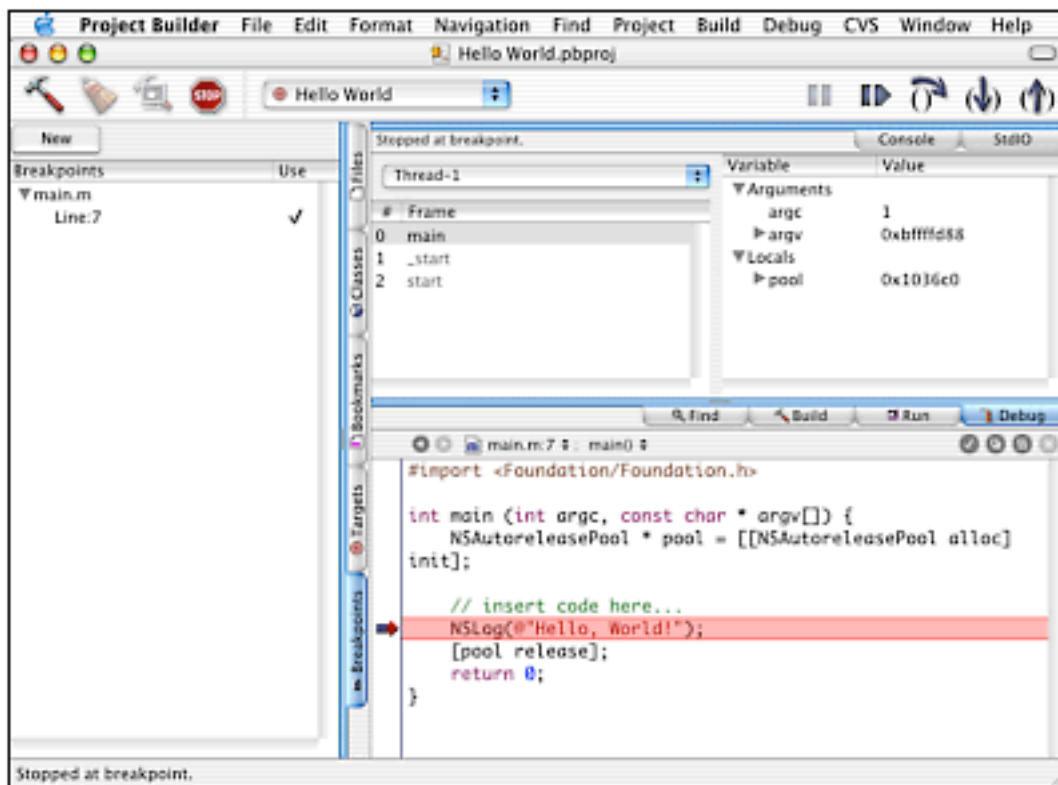 Project Builder File Edit Format Navigation Find Project Build Debug CVS Window Help
Hello World.pbproj
STOP
Hello World
New
Breakpoints Use
main.m
Line:7
Files
Classes
Bookmarks
Targets
Breakpoints
Stopped at breakpoint.
Console StdIO
Thread-1
# Frame
0 main
1 _start
2 start
Variable Value
Arguments
argc 1
argv 0xbffffd88
Locals
pool 0x1036c0
Find Build Run Debug
main.m:7 : main()
#import <Foundation/Foundation.h>
int main (int argc, const char * argv[]) {
NSAutoreleasePool * pool = [[NSAutoreleasePool alloc]
init];
// insert code here...
NSLog(@"Hello, World!");
[pool release];
return 0;
}
Stopped at breakpoint.